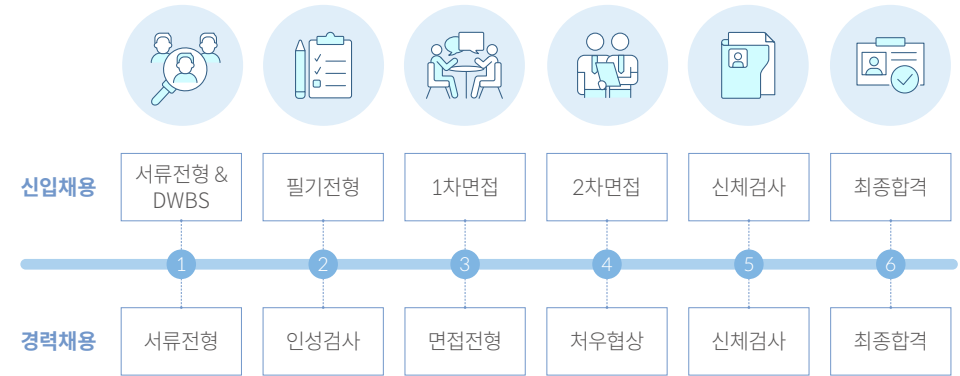 신입채용
서류전형 &
DWBS
필기전형
1차면접
2차면접
신체검사
최종합격
1
2
3
4
5
6
경력채용
서류전형
인성검사
면접전형
처우협상
신체검사
최종합격